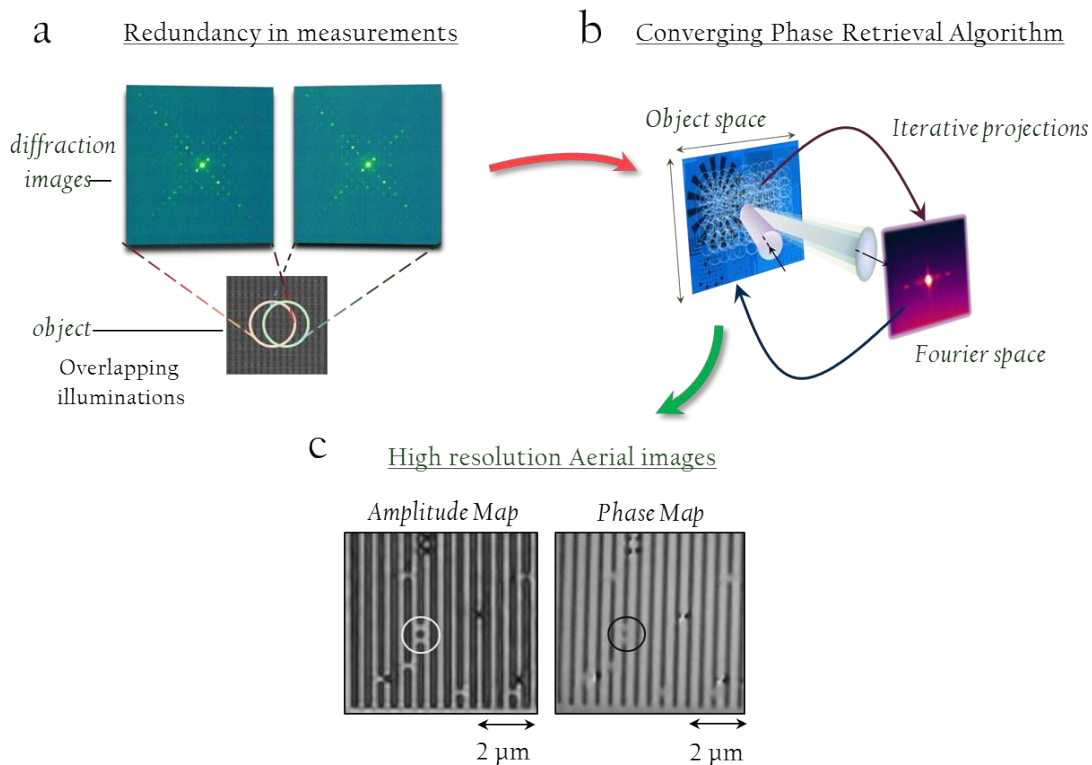 a
Redundancy in measurements
diffraction
images
object
Overlapping
illuminations
b
Converging Phase Retrieval Algorithm
Object space
Iterative projections
Fourier space
c
High resolution Aerial images
Amplitude Map
Phase Map
2 µm
2 µm